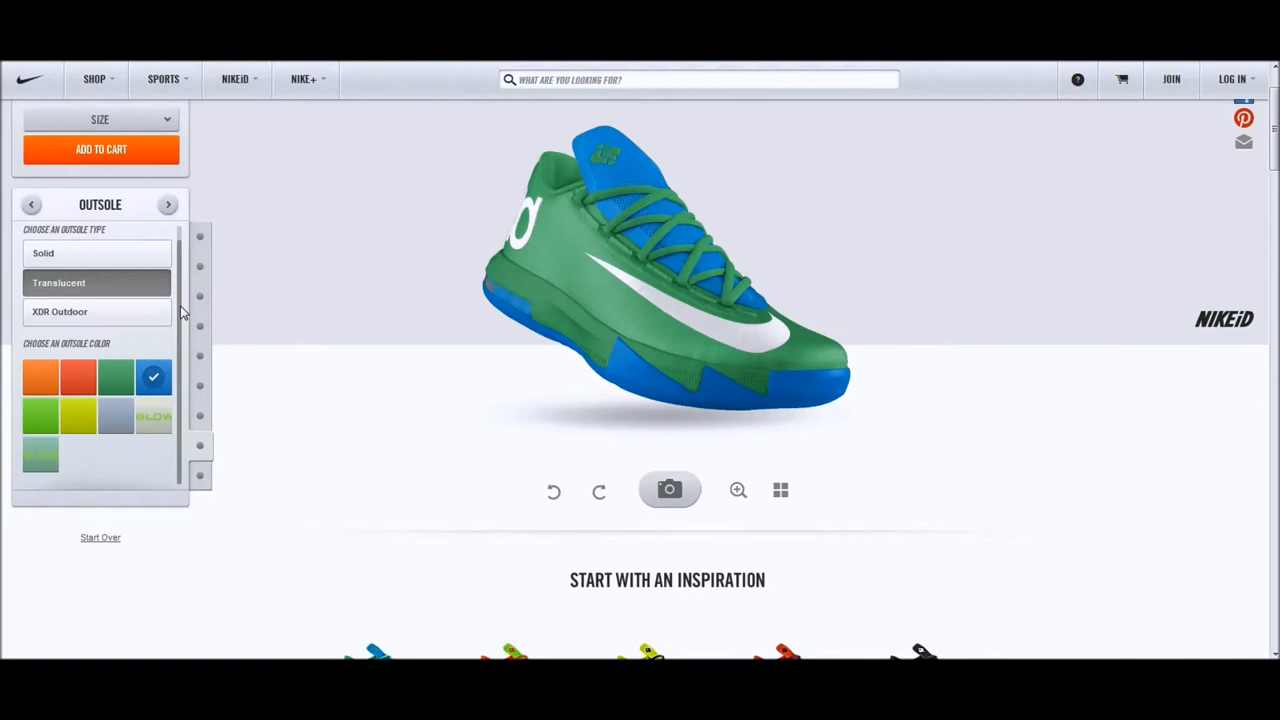 SHOP SPORTS NIKEiD NIKE+ WHAT ARE YOU LOOKING FOR? ? JOIN LOG IN
SIZE
ADD TO CART
OUTSOLE
CHOOSE AN OUTSOLE TYPE
Solid
Translucent
XDR Outdoor
CHOOSE AN OUTSOLE COLOR
GLOW
GLOW
Start Over
NIKEiD
START WITH AN INSPIRATION